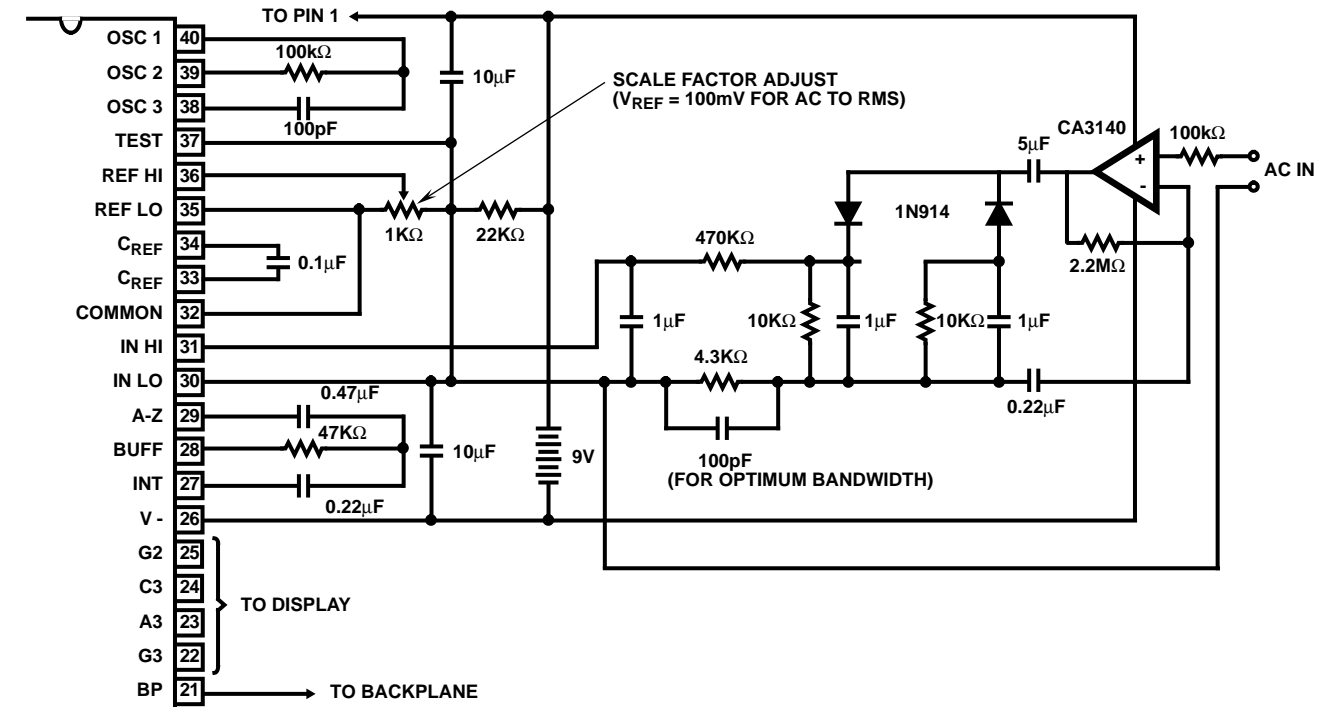 TO PIN 1
OSC 1 40
100kΩ
OSC 2 39
10µF
SCALE FACTOR ADJUST
(VREF = 100mV FOR AC TO RMS)
OSC 3 38
100pF
TEST 37
CA3140
100kΩ
5µF
+
-
AC IN
REF HI 36
REF LO 35
1KΩ
22KΩ
1N914
CREF 34
0.1µF
CREF 33
470KΩ
2.2MΩ
COMMON 32
1µF
10KΩ
1µF
10KΩ
1µF
IN HI 31
4.3KΩ
IN LO 30
0.47µF
0.22µF
A-Z 29
47KΩ
BUFF 28
10µF
9V
100pF
(FOR OPTIMUM BANDWIDTH)
INT 27
0.22µF
V - 26
G2 25
C3 24
TO DISPLAY
A3 23
G3 22
BP 21
TO BACKPLANE